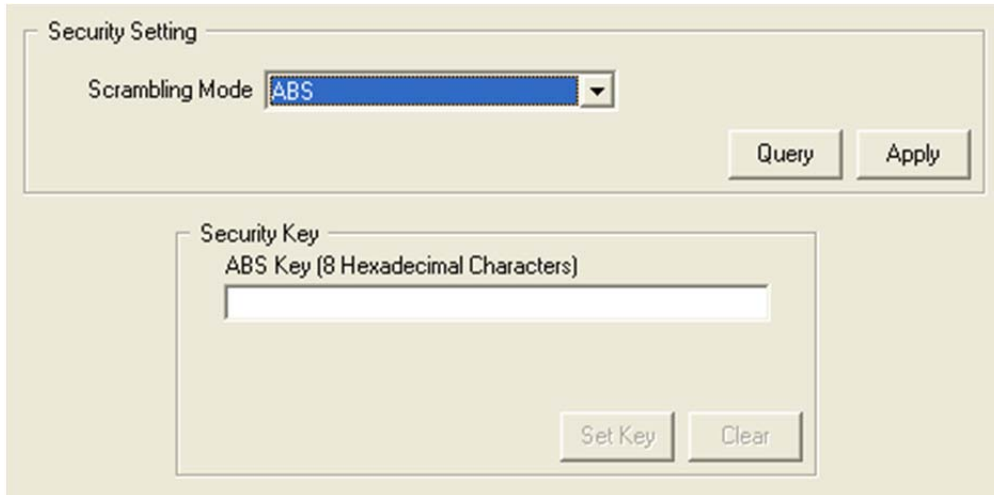 Security Setting
Scrambling Mode ABS
Query Apply
Security Key
ABS Key (8 Hexadecimal Characters)
Set Key Clear